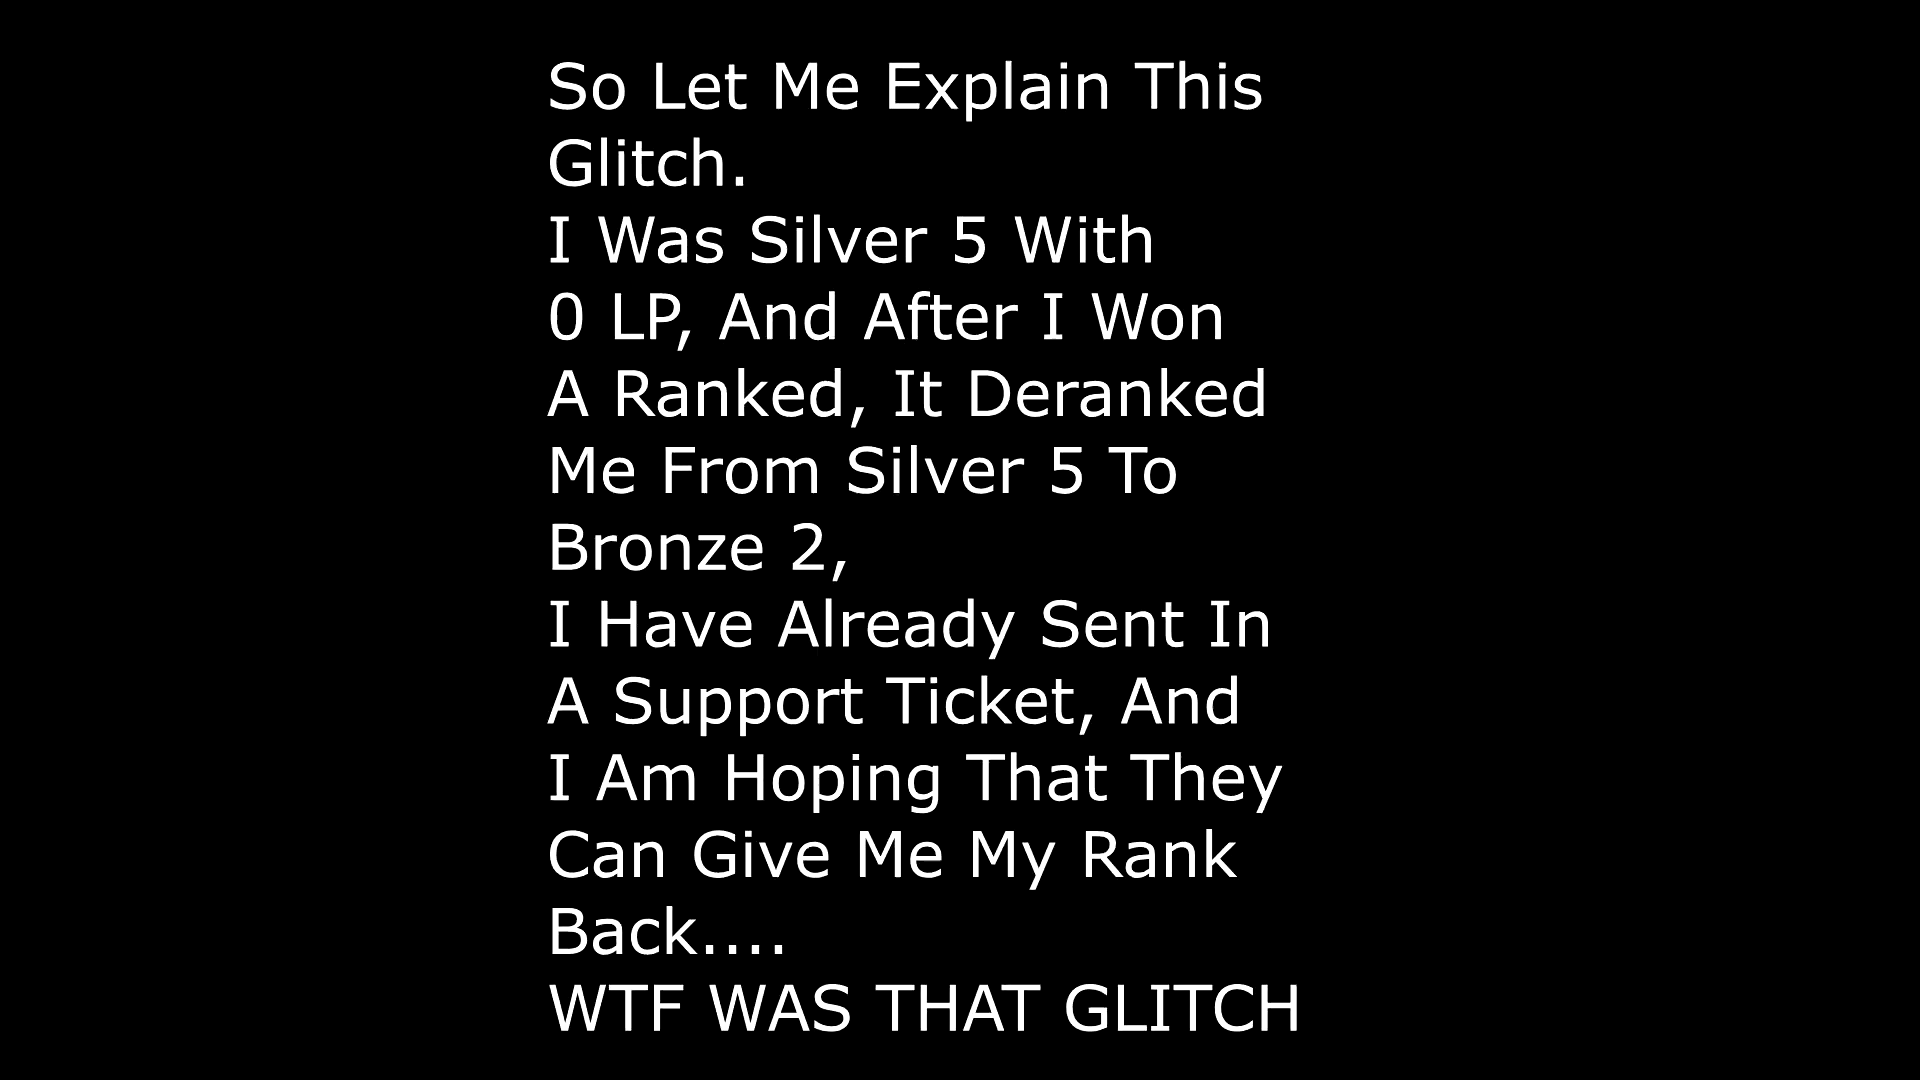 So Let Me Explain This
Glitch.
I Was Silver 5 With
0 LP, And After I Won
A Ranked, It Deranked
Me From Silver 5 To
Bronze 2,
I Have Already Sent In
A Support Ticket, And
I Am Hoping That They
Can Give Me My Rank
Back....
WTF WAS THAT GLITCH